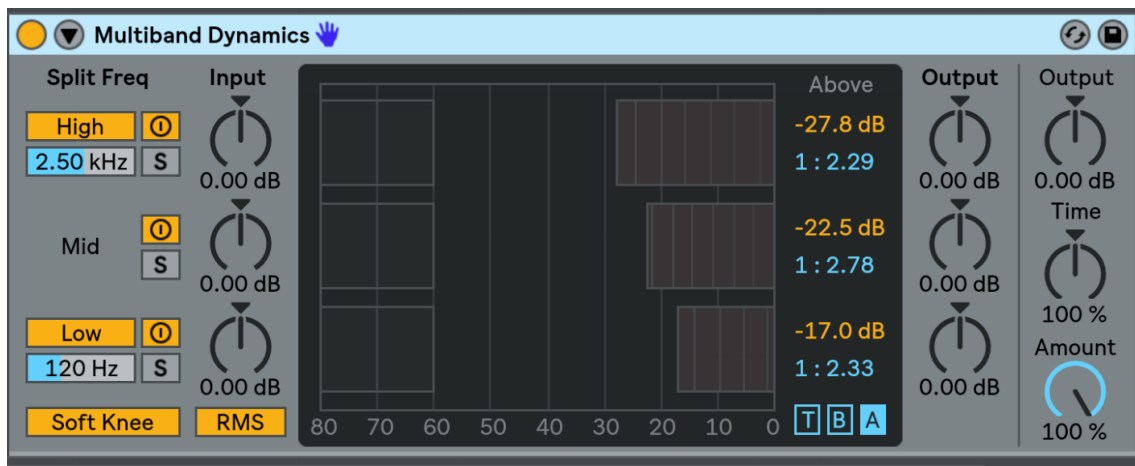 Multiband Dynamics
Split Freq Input Above Output Output
High -27.8 dB
2.50 kHz S 0.00 dB 1 : 2.29 0.00 dB 0.00 dB
Time
Mid -22.5 dB
S 0.00 dB 1 : 2.78 0.00 dB 100 %
Low -17.0 dB Amount
120 Hz S 0.00 dB 1 : 2.33 0.00 dB
Soft Knee RMS 80 70 60 50 40 30 20 10 0 T B A 100 %